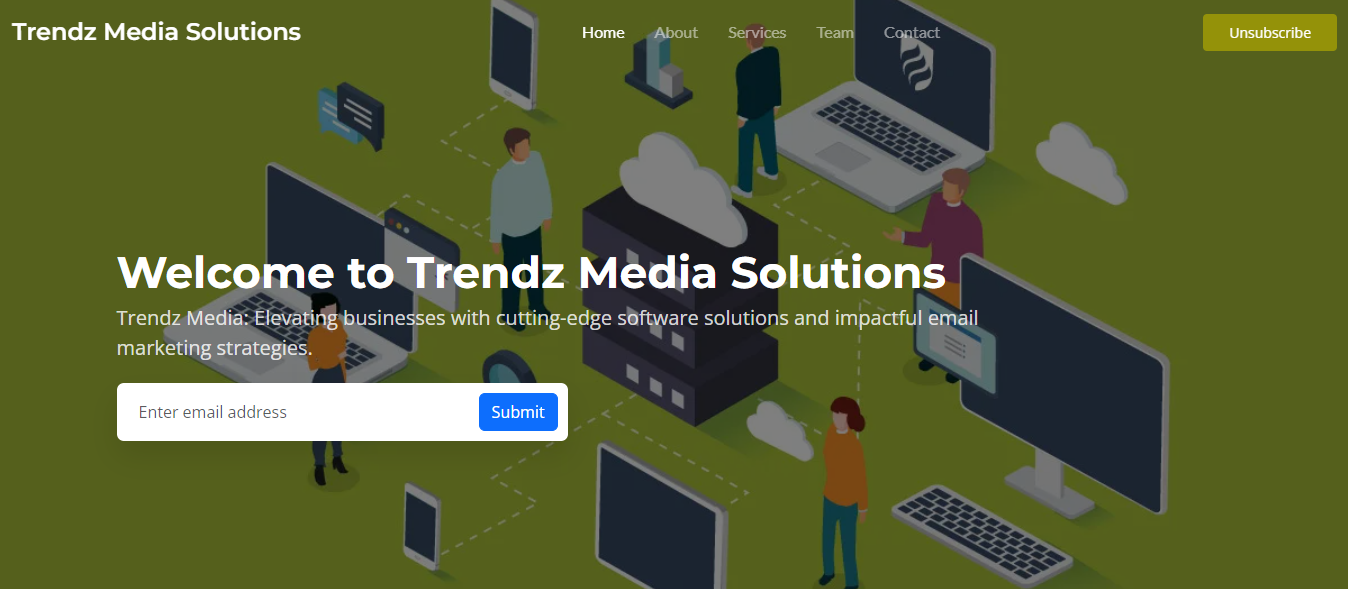 Trendz Media Solutions
Home About Services Team Contact
Unsubscribe
Welcome to Trendz Media Solutions
Trendz Media: Elevating businesses with cutting-edge software solutions and impactful email
marketing strategies.
Enter email address
Submit